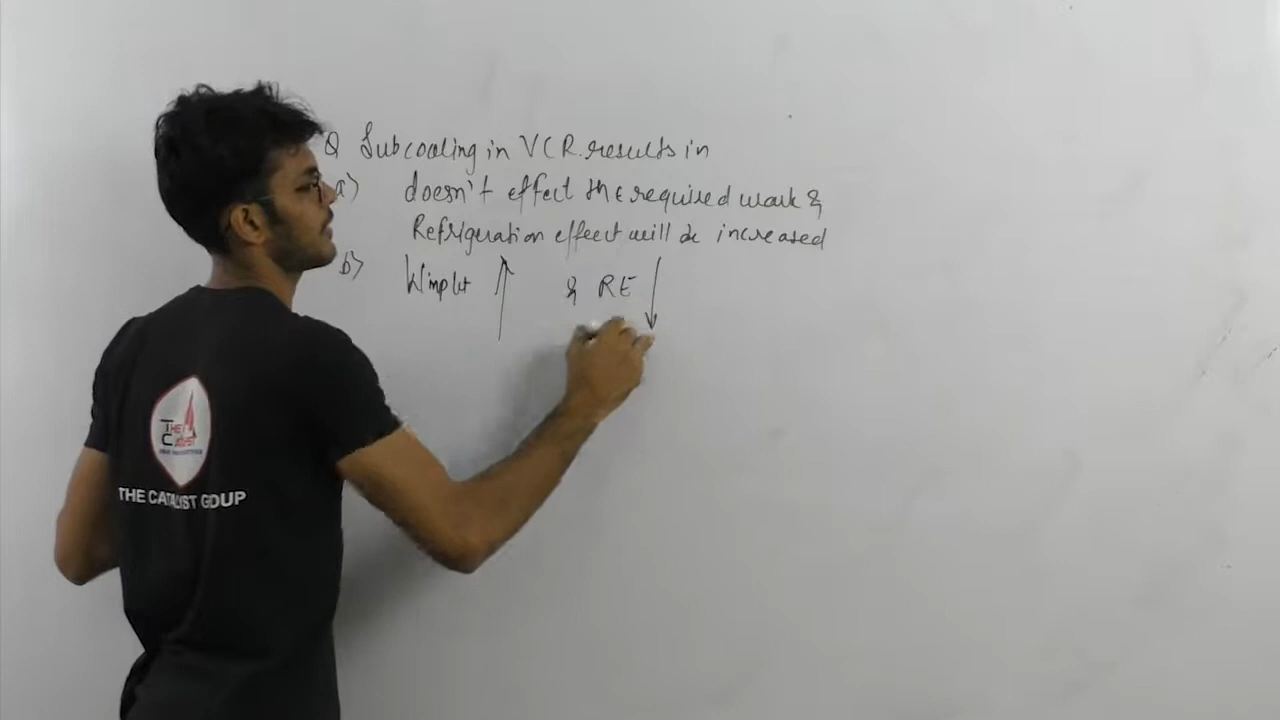 Q Subcooling in VCR results in
a) doesn't effect the required work &
Refrigeration effect will be increased
b) Winput ↑ & RE ↓
THE CATALIST GOUP